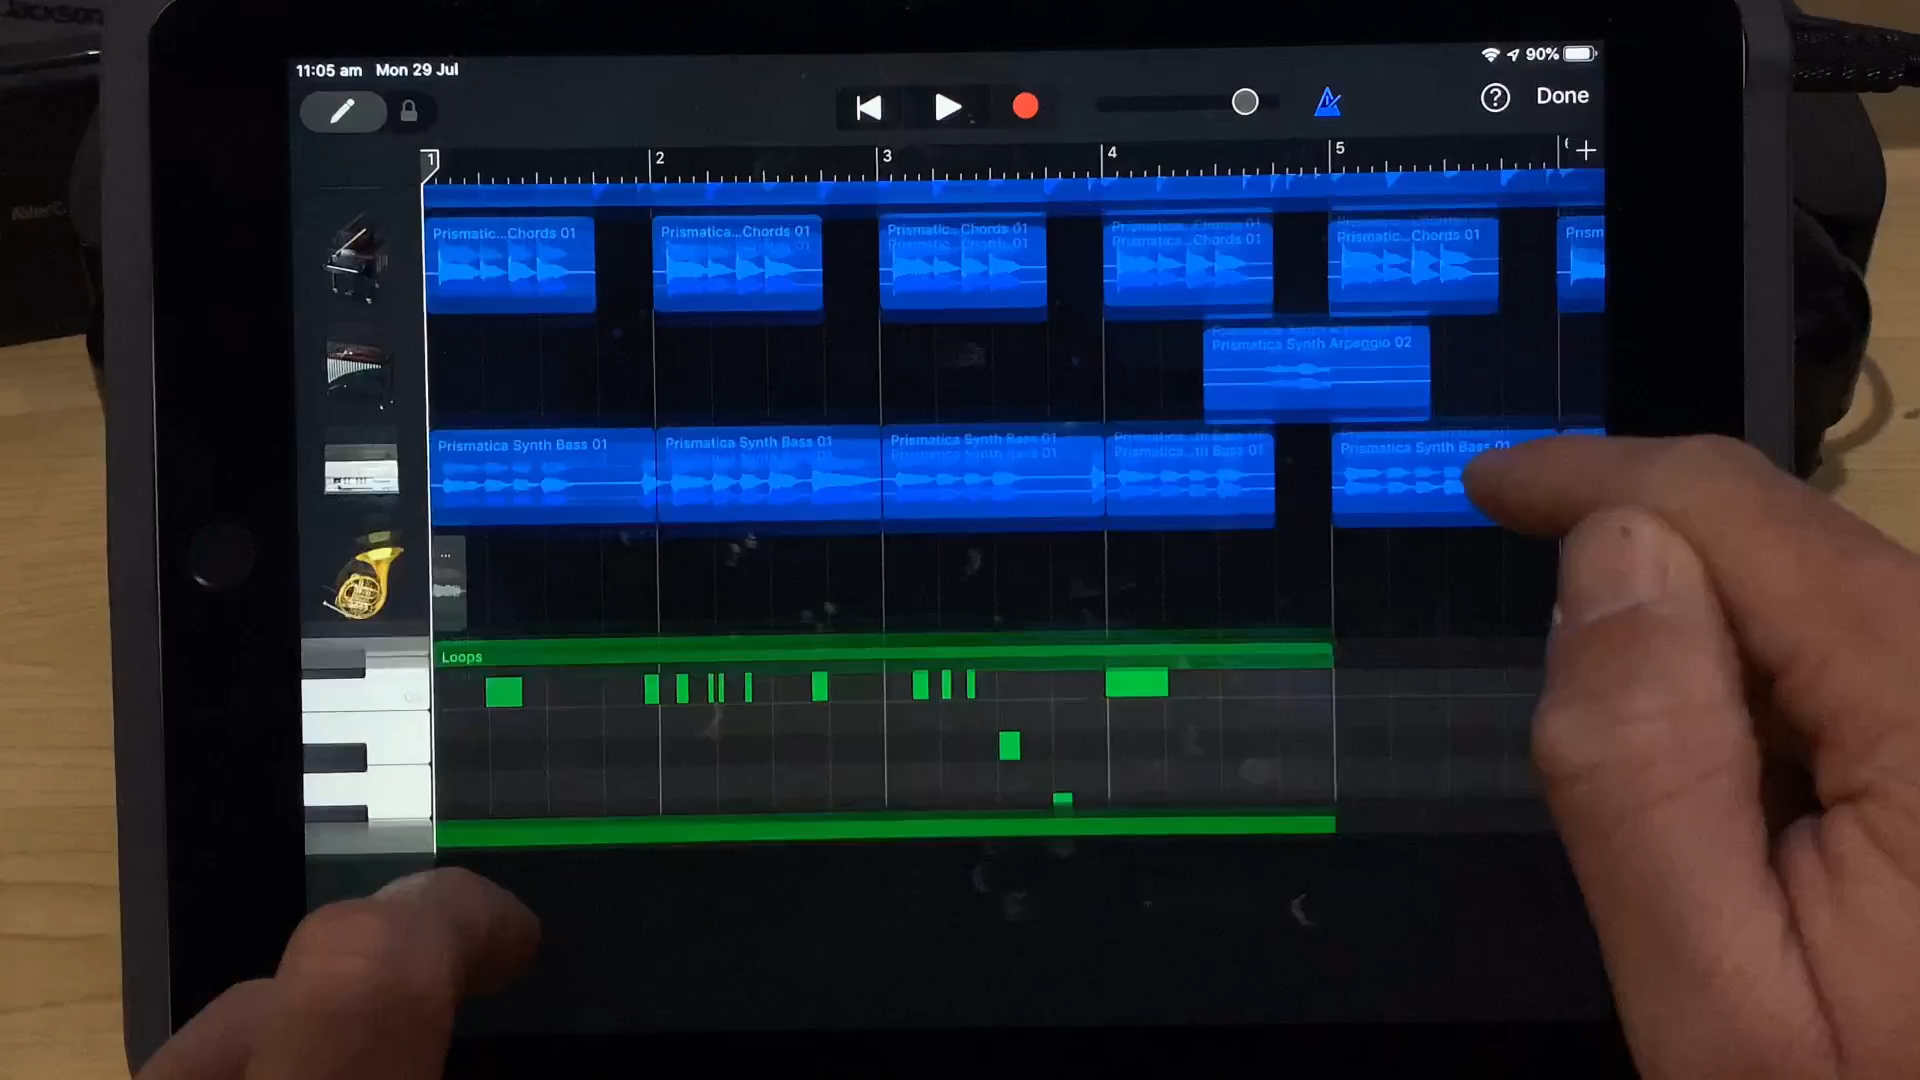 Jackson
11:05 am Mon 29 Jul
90%
Done
1 2 3 4 5
Prismatic...Chords 01
Prismatica...Chords 01
Prismatic...Chords 01
Prismatica...Chords 01
Prismatic...Chords 01
Prism
Prismatica Synth Arpeggio 02
Prismatica Synth Bass 01
Prismatica Synth Bass 01
Prismatica Synth Bass 01
Prismatica...th Bass 01
Prismatica Synth Bass 01
...
Loops